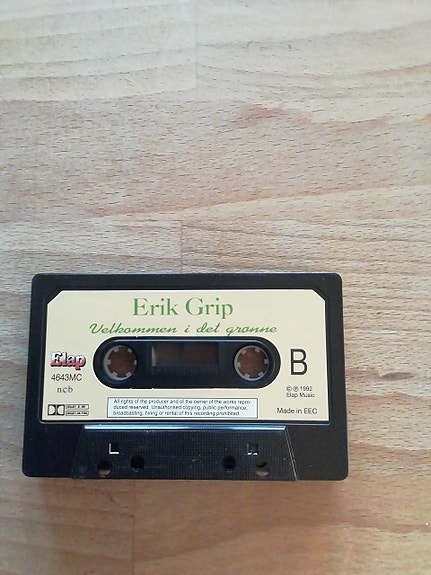 Erik Grip
Velkommen i det grønne
Elap
4643MC
ncb
B
All rights of the producer and of the owner of the works repro-
duced reserved. Unauthorised copying, public performance,
broadcasting, hiring or rental of this recording prohibited.
© ℗ 1992
Elap Music
Made in EEC